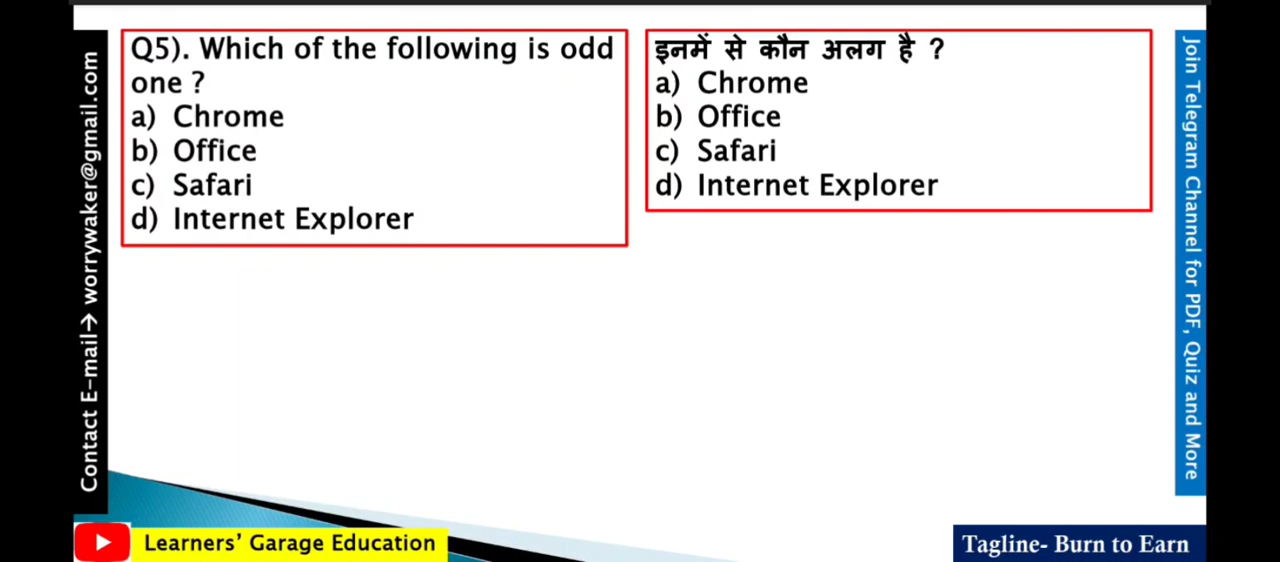 Q5). Which of the following is odd
one ?
a) Chrome
b) Office
c) Safari
d) Internet Explorer
इनमें से कौन अलग है ?
a) Chrome
b) Office
c) Safari
d) Internet Explorer
Contact E-mail→ worrywaker@gmail.com
Join Telegram Channel for PDF, Quiz and More
Learners’ Garage Education
Tagline- Burn to Earn